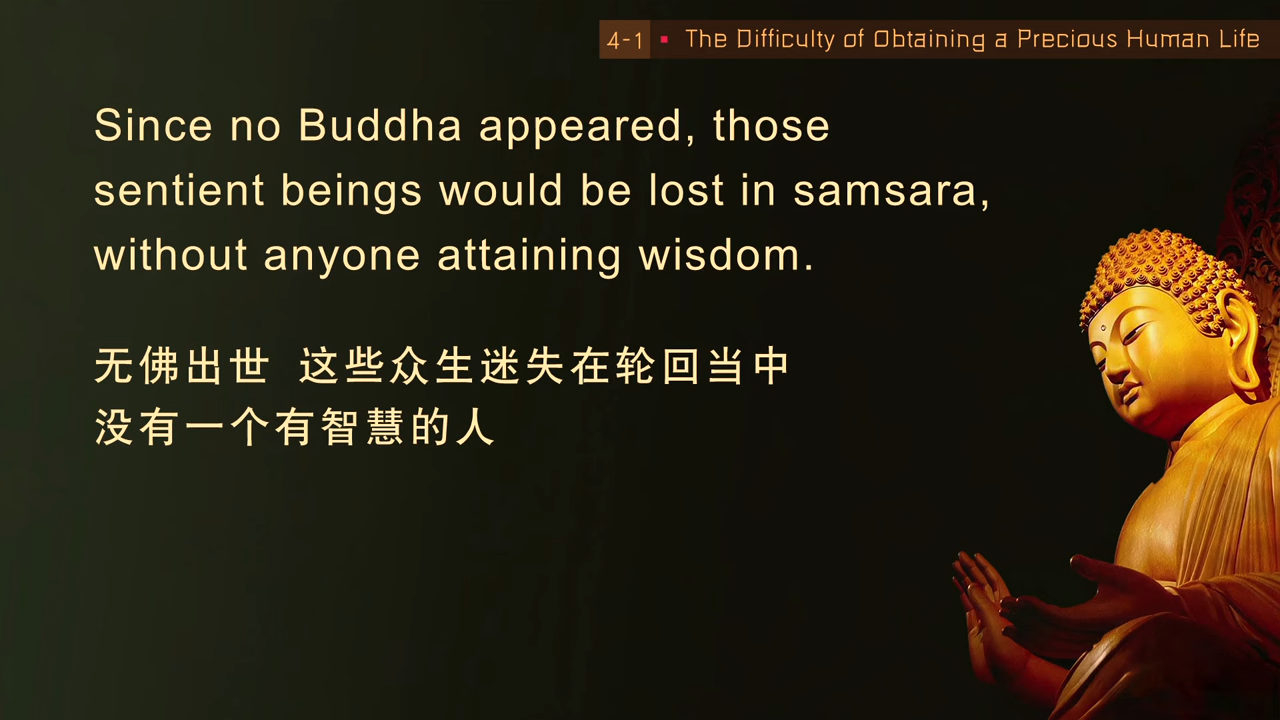 4-1 ▪ The Difficulty of Obtaining a Precious Human Life
Since no Buddha appeared, those
sentient beings would be lost in samsara,
without anyone attaining wisdom.
无佛出世 这些众生迷失在轮回当中
没有一个有智慧的人